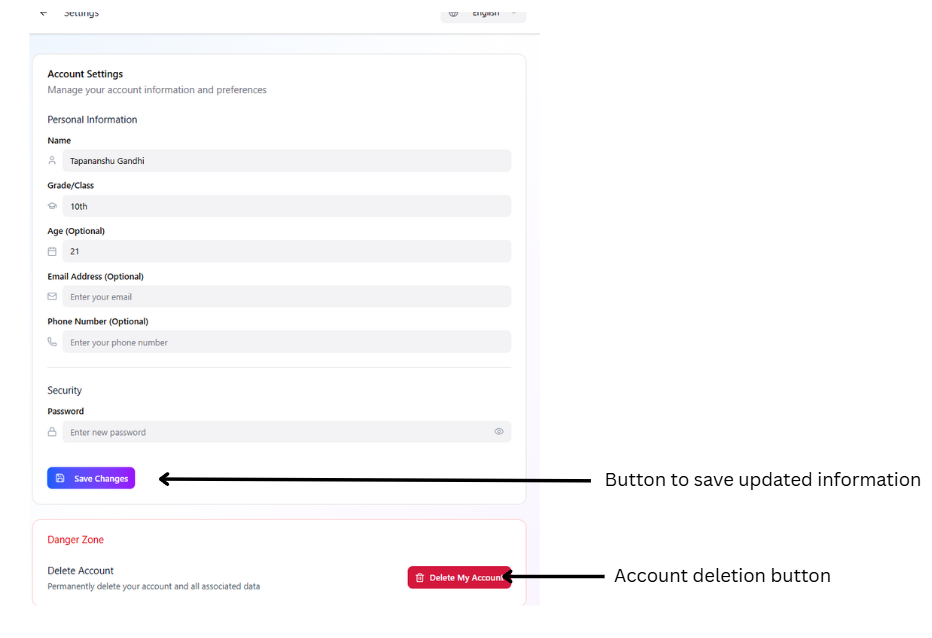 Settings
English
Account Settings
Manage your account information and preferences
Personal Information
Name
Tapananshu Gandhi
Grade/Class
10th
Age (Optional)
21
Email Address (Optional)
Enter your email
Phone Number (Optional)
Enter your phone number
Security
Password
Enter new password
Save Changes
Button to save updated information
Danger Zone
Delete Account
Permanently delete your account and all associated data
Delete My Account
Account deletion button